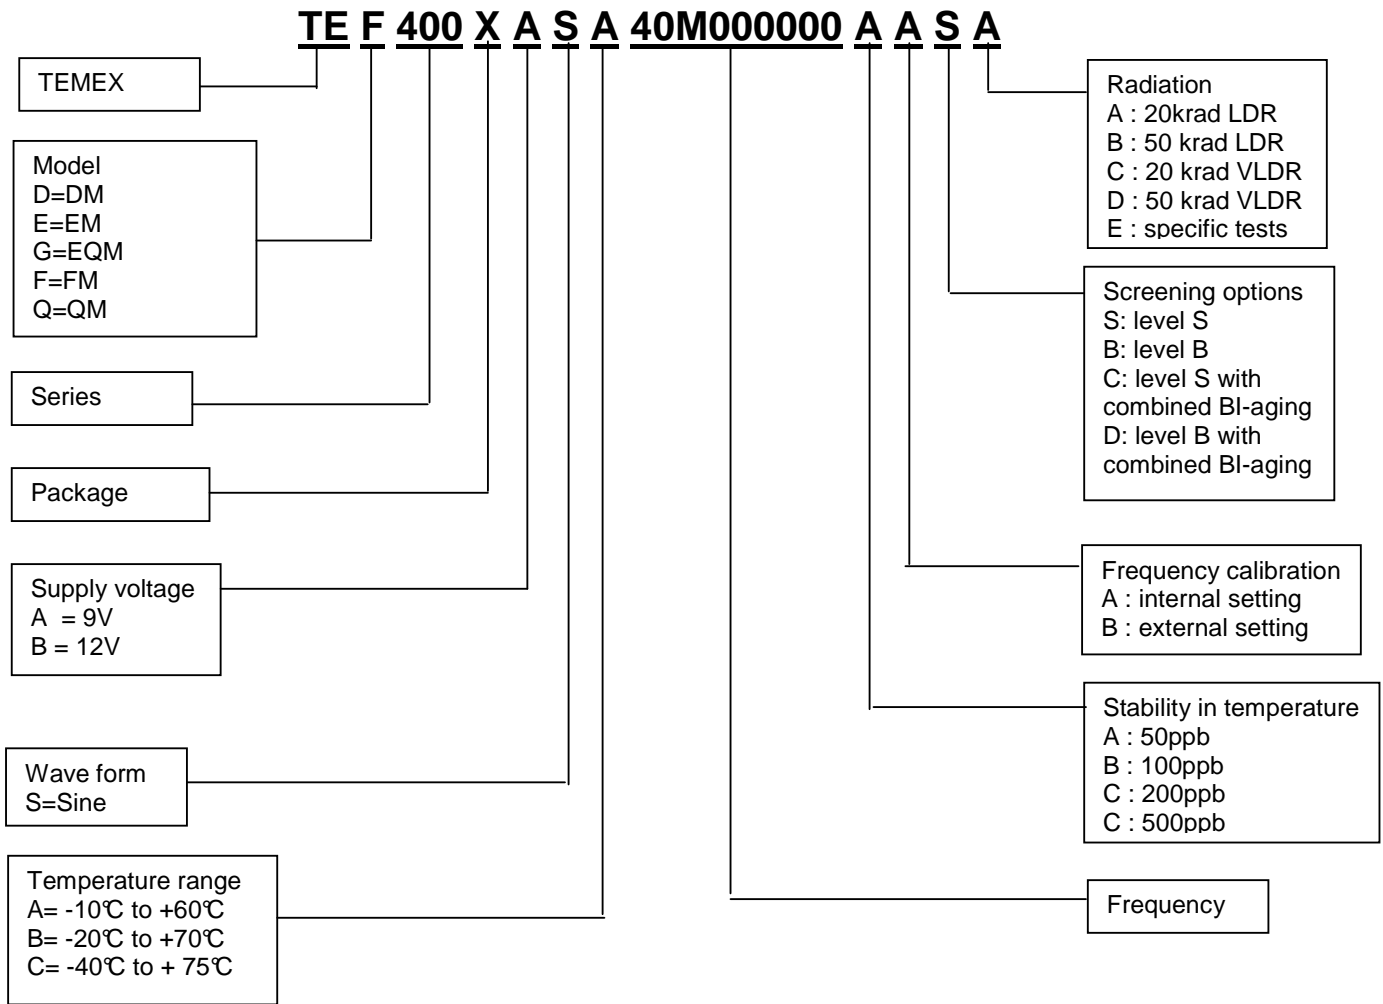 TE F 400 X A S A 40M000000 A A S A
TEMEX
Model
D=DM
E=EM
G=EQM
F=FM
Q=QM
Series
Package
Supply voltage
A = 9V
B = 12V
Wave form
S=Sine
Temperature range
A= -10°C to +60°C
B= -20°C to +70°C
C= -40°C to + 75°C
Radiation
A : 20krad LDR
B : 50 krad LDR
C : 20 krad VLDR
D : 50 krad VLDR
E : specific tests
Screening options
S: level S
B: level B
C: level S with
combined BI-aging
D: level B with
combined BI-aging
Frequency calibration
A : internal setting
B : external setting
Stability in temperature
A : 50ppb
B : 100ppb
C : 200ppb
C : 500ppb
Frequency